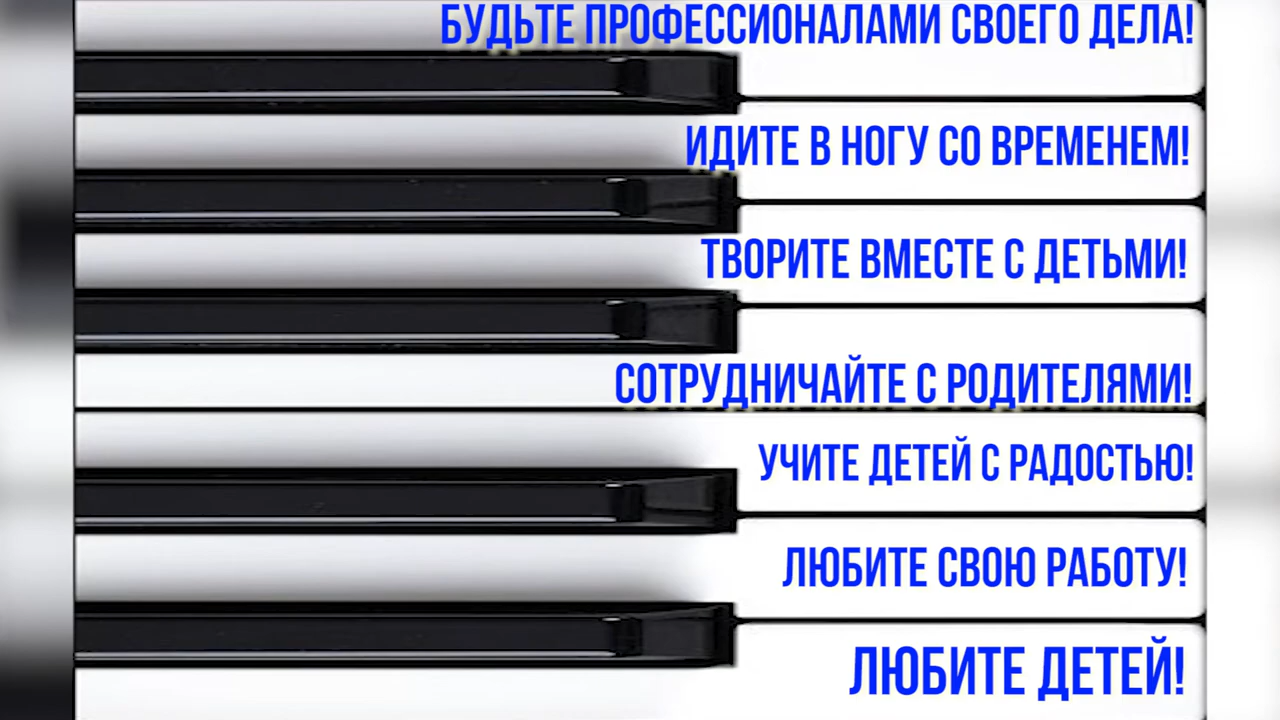 БУДЬТЕ ПРОФЕССИОНАЛАМИ СВОЕГО ДЕЛА!
ИДИТЕ В НОГУ СО ВРЕМЕНЕМ!
ТВОРИТЕ ВМЕСТЕ С ДЕТЬМИ!
СОТРУДНИЧАЙТЕ С РОДИТЕЛЯМИ!
УЧИТЕ ДЕТЕЙ С РАДОСТЬЮ!
ЛЮБИТЕ СВОЮ РАБОТУ!
ЛЮБИТЕ ДЕТЕЙ!